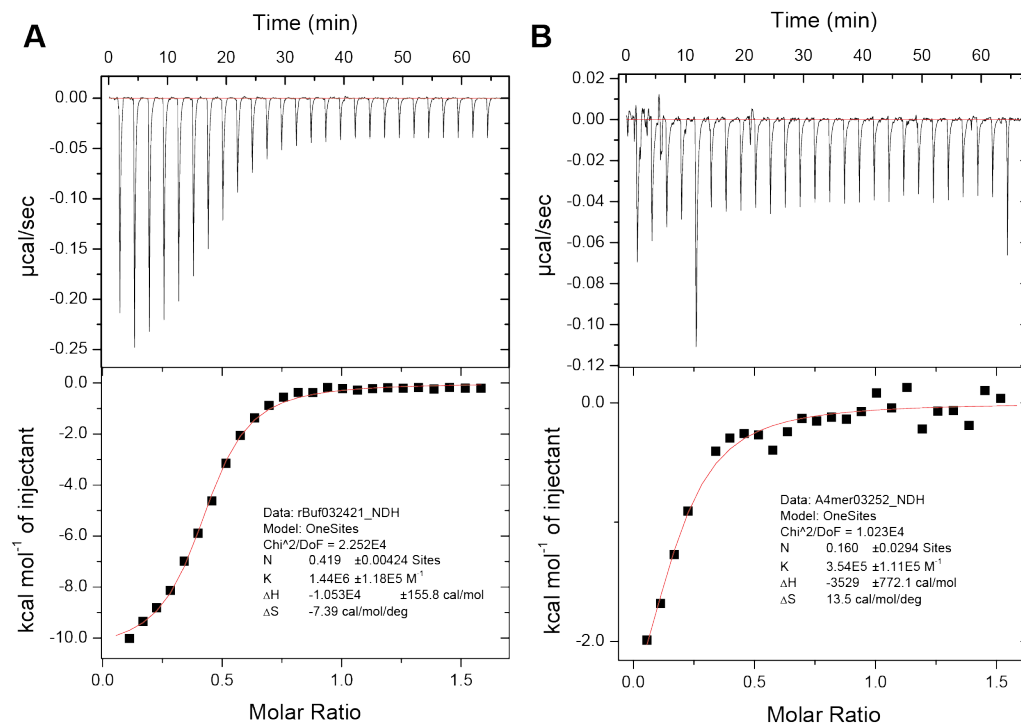 A
Time (min)
0 10 20 30 40 50 60
0.00
-0.05
-0.10
-0.15
-0.20
-0.25
µcal/sec
0.0
-2.0
-4.0
-6.0
-8.0
-10.0
kcal mol⁻¹ of injectant
Data: rBuf032421_NDH
Model: OneSites
Chi^2/DoF = 2.252E4
N 0.419 ±0.00424 Sites
K 1.44E6 ±1.18E5 M⁻¹
ΔH -1.053E4 ±155.8 cal/mol
ΔS -7.39 cal/mol/deg
0.0 0.5 1.0 1.5
Molar Ratio
B
Time (min)
0 10 20 30 40 50 60
0.02
0.00
-0.02
-0.04
-0.06
-0.08
-0.10
-0.12
µcal/sec
0.0
-2.0
kcal mol⁻¹ of injectant
Data: A4mer03252_NDH
Model: OneSites
Chi^2/DoF = 1.023E4
N 0.160 ±0.0294 Sites
K 3.54E5 ±1.11E5 M⁻¹
ΔH -3529 ±772.1 cal/mol
ΔS 13.5 cal/mol/deg
0.0 0.5 1.0 1.5
Molar Ratio